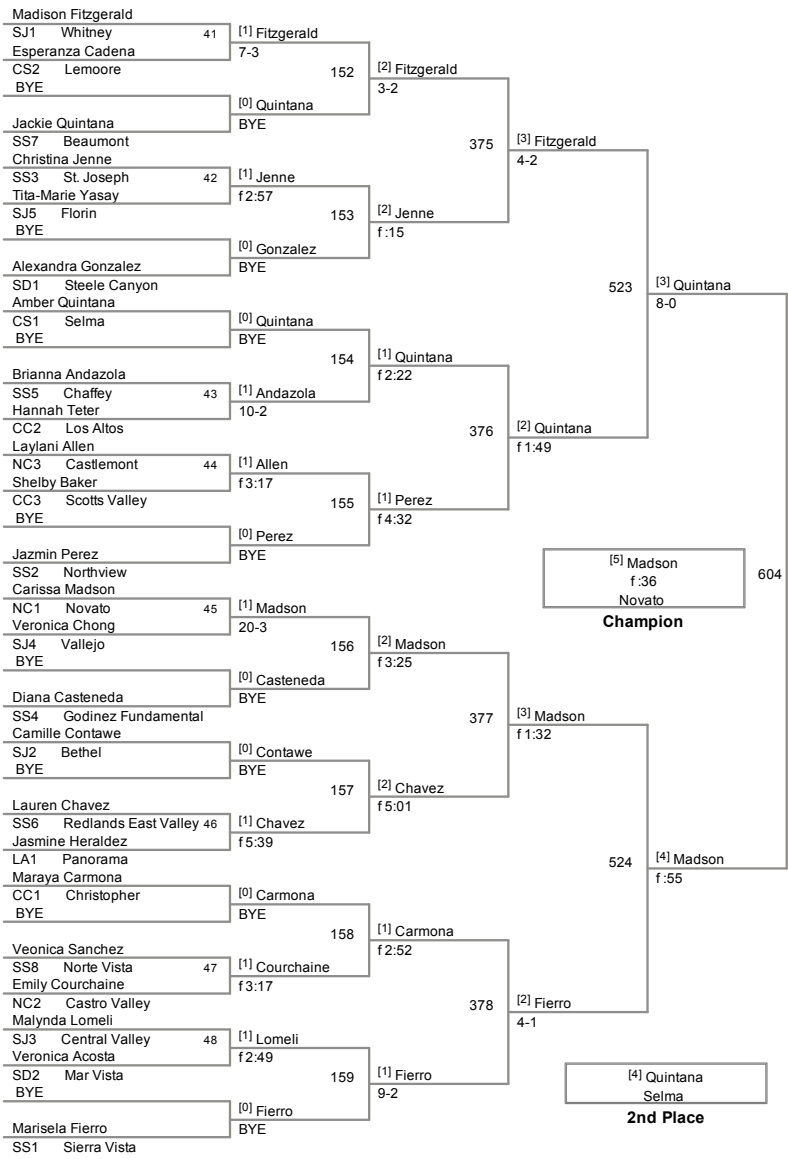 Madison Fitzgerald
SJ1 Whitney 41
Esperanza Cadena
CS2 Lemoore
BYE
Jackie Quintana
SS7 Beaumont
Christina Jenne
SS3 St. Joseph 42
Tita-Marie Yasay
SJ5 Florin
BYE
Alexandra Gonzalez
SD1 Steele Canyon
Amber Quintana
CS1 Selma
BYE
Brianna Andazola
SS5 Chaffey 43
Hannah Teter
CC2 Los Altos
Laylani Allen
NC3 Castlemont 44
Shelby Baker
CC3 Scotts Valley
BYE
Jazmin Perez
SS2 Northview
Carissa Madson
NC1 Novato 45
Veronica Chong
SJ4 Vallejo
BYE
Diana Casteneda
SS4 Godinez Fundamental
Camille Contawe
SJ2 Bethel
BYE
Lauren Chavez
SS6 Redlands East Valley 46
Jasmine Heraldez
LA1 Panorama
Maraya Carmona
CC1 Christopher
BYE
Veonica Sanchez
SS8 Norte Vista 47
Emily Courchaine
NC2 Castro Valley
Malynda Lomeli
SJ3 Central Valley 48
Veronica Acosta
SD2 Mar Vista
BYE
Marisela Fierro
SS1 Sierra Vista
[1] Fitzgerald
7-3
152
[0] Quintana
BYE
[1] Jenne
f 2:57
153
[0] Gonzalez
BYE
[0] Quintana
BYE
154
[1] Andazola
10-2
[1] Allen
f 3:17
155
[0] Perez
BYE
[1] Madson
20-3
156
[0] Casteneda
BYE
[0] Contawe
BYE
157
[1] Chavez
f 5:39
[0] Carmona
BYE
158
[1] Courchaine
f 3:17
[1] Lomeli
f 2:49
159
[0] Fierro
BYE
[2] Fitzgerald
3-2
375
[2] Jenne
f :15
[1] Quintana
f 2:22
376
[1] Perez
f 4:32
[2] Madson
f 3:25
377
[2] Chavez
f 5:01
[1] Carmona
f 2:52
378
[1] Fierro
9-2
[3] Fitzgerald
4-2
523
[2] Quintana
f 1:49
[3] Madson
f 1:32
524
[2] Fierro
4-1
[3] Quintana
8-0
604
[4] Madson
f :55
[5] Madson
f :36
Novato
Champion
[4] Quintana
Selma
2nd Place